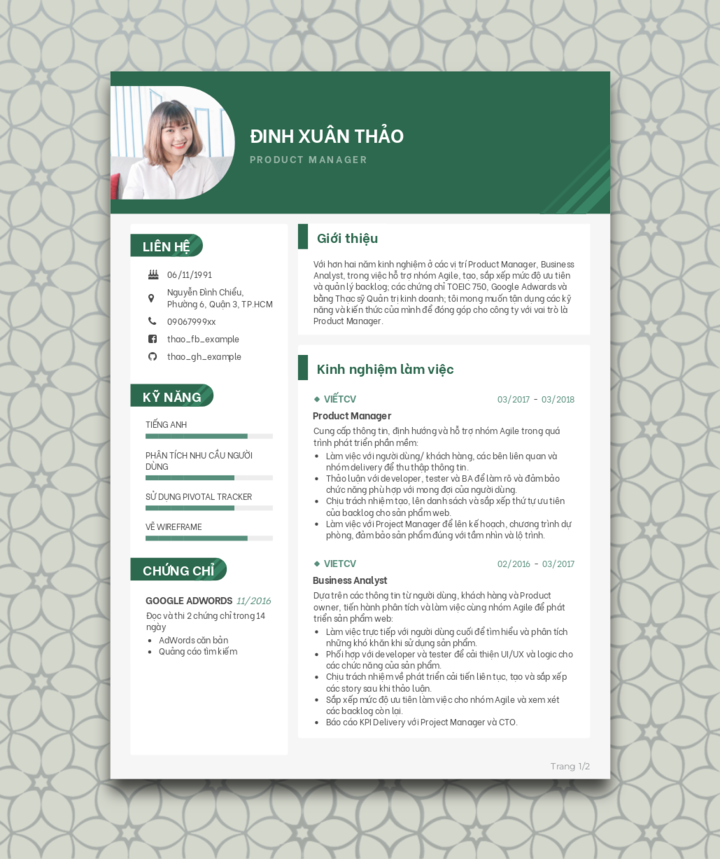 ĐINH XUÂN THẢO
PRODUCT MANAGER
LIÊN HỆ
06/11/1991
Nguyễn Đình Chiểu,
Phường 6, Quận 3, TP.HCM
09067999xx
thao_fb_example
thao_gh_example
KỸ NĂNG
TIẾNG ANH
PHÂN TÍCH NHU CẦU NGƯỜI
DÙNG
SỬ DỤNG PIVOTAL TRACKER
VẼ WIREFRAME
CHỨNG CHỈ
GOOGLE ADWORDS 11/2016
Đọc và thi 2 chứng chỉ trong 14
ngày
AdWords căn bản
Quảng cáo tìm kiếm
Giới thiệu
Với hơn hai năm kinh nghiệm ở các vị trí Product Manager, Business
Analyst, trong việc hỗ trợ nhóm Agile, tạo, sắp xếp mức độ ưu tiên
và quản lý backlog; các chứng chỉ TOEIC 750, Google Adwords và
bằng Thạc sỹ Quản trị kinh doanh; tôi mong muốn tận dụng các kỹ
năng và kiến thức của mình để đóng góp cho công ty với vai trò là
Product Manager.
Kinh nghiệm làm việc
VIẾTCV 03/2017 - 03/2018
Product Manager
Cung cấp thông tin, định hướng và hỗ trợ nhóm Agile trong quá
trình phát triển phần mềm:
Làm việc với người dùng/ khách hàng, các bên liên quan và
nhóm delivery để thu thập thông tin.
Thảo luận với developer, tester và BA để làm rõ và đảm bảo
chức năng phù hợp với mong đợi của người dùng.
Chịu trách nhiệm tạo, lên danh sách và sắp xếp thứ tự ưu tiên
của backlog cho sản phẩm web.
Làm việc với Project Manager để lên kế hoạch, chương trình dự
phòng, đảm bảo sản phẩm đúng với tầm nhìn và lộ trình.
VIETCV 02/2016 - 03/2017
Business Analyst
Dựa trên các thông tin từ người dùng, khách hàng và Product
owner, tiến hành phân tích và làm việc cùng nhóm Agile để phát
triển sản phẩm web:
Làm việc trực tiếp với người dùng cuối để tìm hiểu và phân tích
những khó khăn khi sử dụng sản phẩm.
Phối hợp với developer và tester để cải thiện UI/UX và logic cho
các chức năng của sản phẩm.
Chịu trách nhiệm về phát triển cải tiến liên tục, tạo và sắp xếp
các story sau khi thảo luận.
Sắp xếp mức độ ưu tiên làm việc cho nhóm Agile và xem xét
các backlog còn lại.
Báo cáo KPI Delivery với Project Manager và CTO.
Trang 1/2